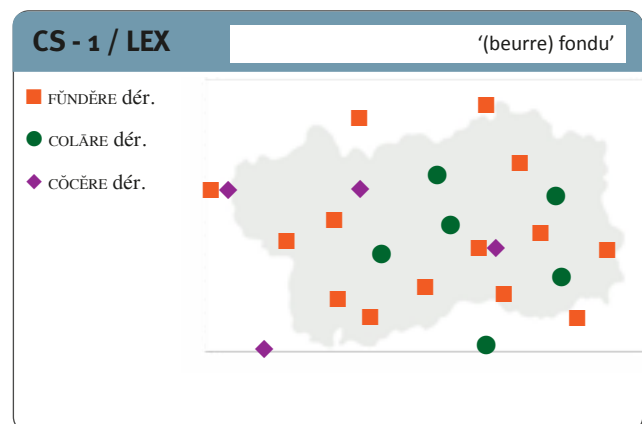 CS - 1 / LEX
‘(beurre) fondu’
FŬNDĔRE dér.
COLĀRE dér.
CŎCĔRE dér.